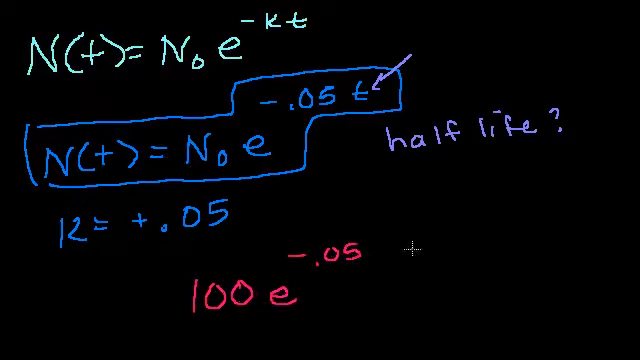 N(t) = N₀ e^{-kt}
N(t) = N₀ e^{-.05 t}
half life ?
k = + .05
100 e^{-.05}